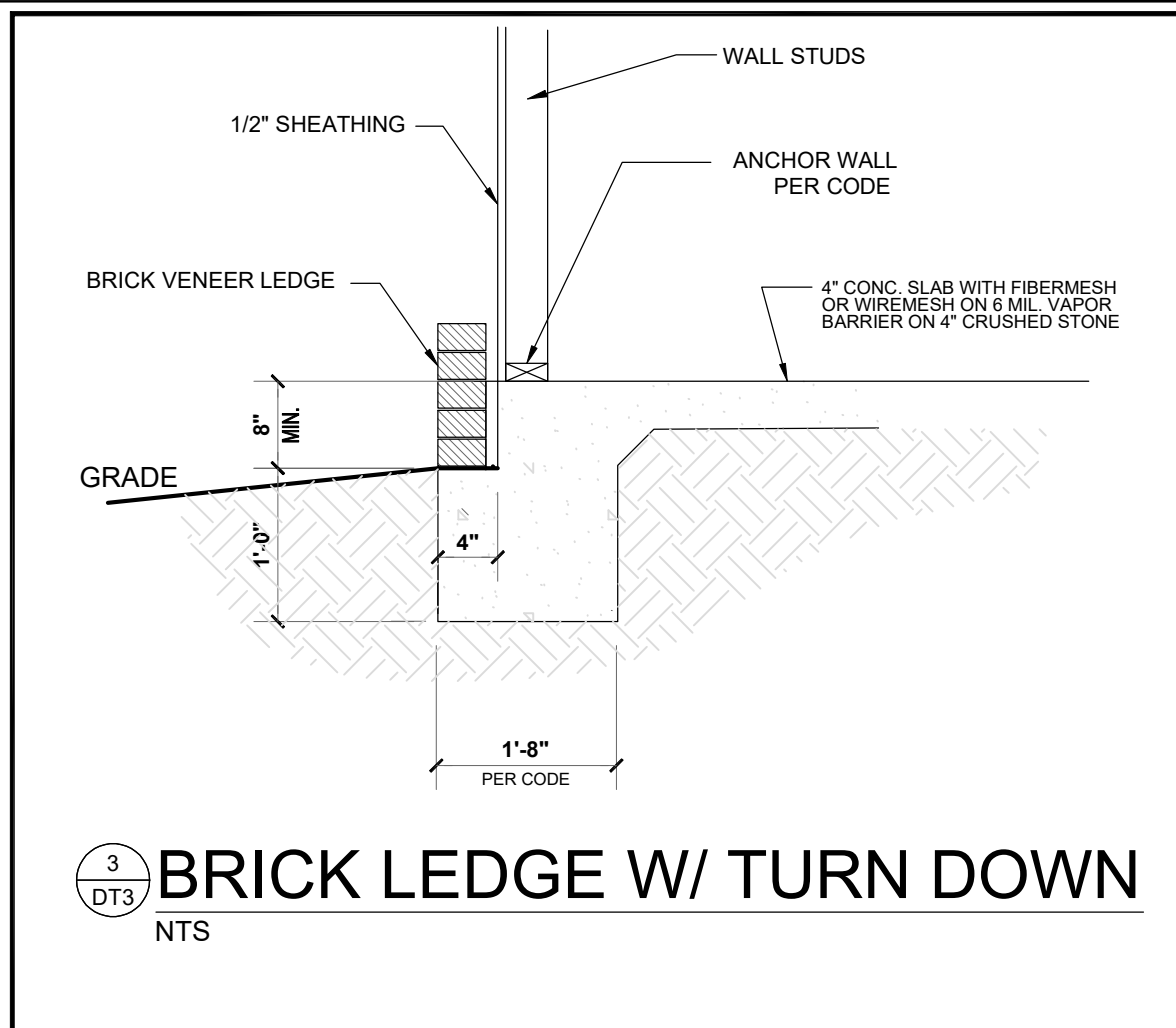 WALL STUDS
1/2" SHEATHING
ANCHOR WALL
PER CODE
BRICK VENEER LEDGE
4" CONC. SLAB WITH FIBERMESH
OR WIREMESH ON 6 MIL. VAPOR
BARRIER ON 4" CRUSHED STONE
8"
MIN.
GRADE
1'-0"
4"
1'-8"
PER CODE
3
DT3
BRICK LEDGE W/ TURN DOWN
NTS